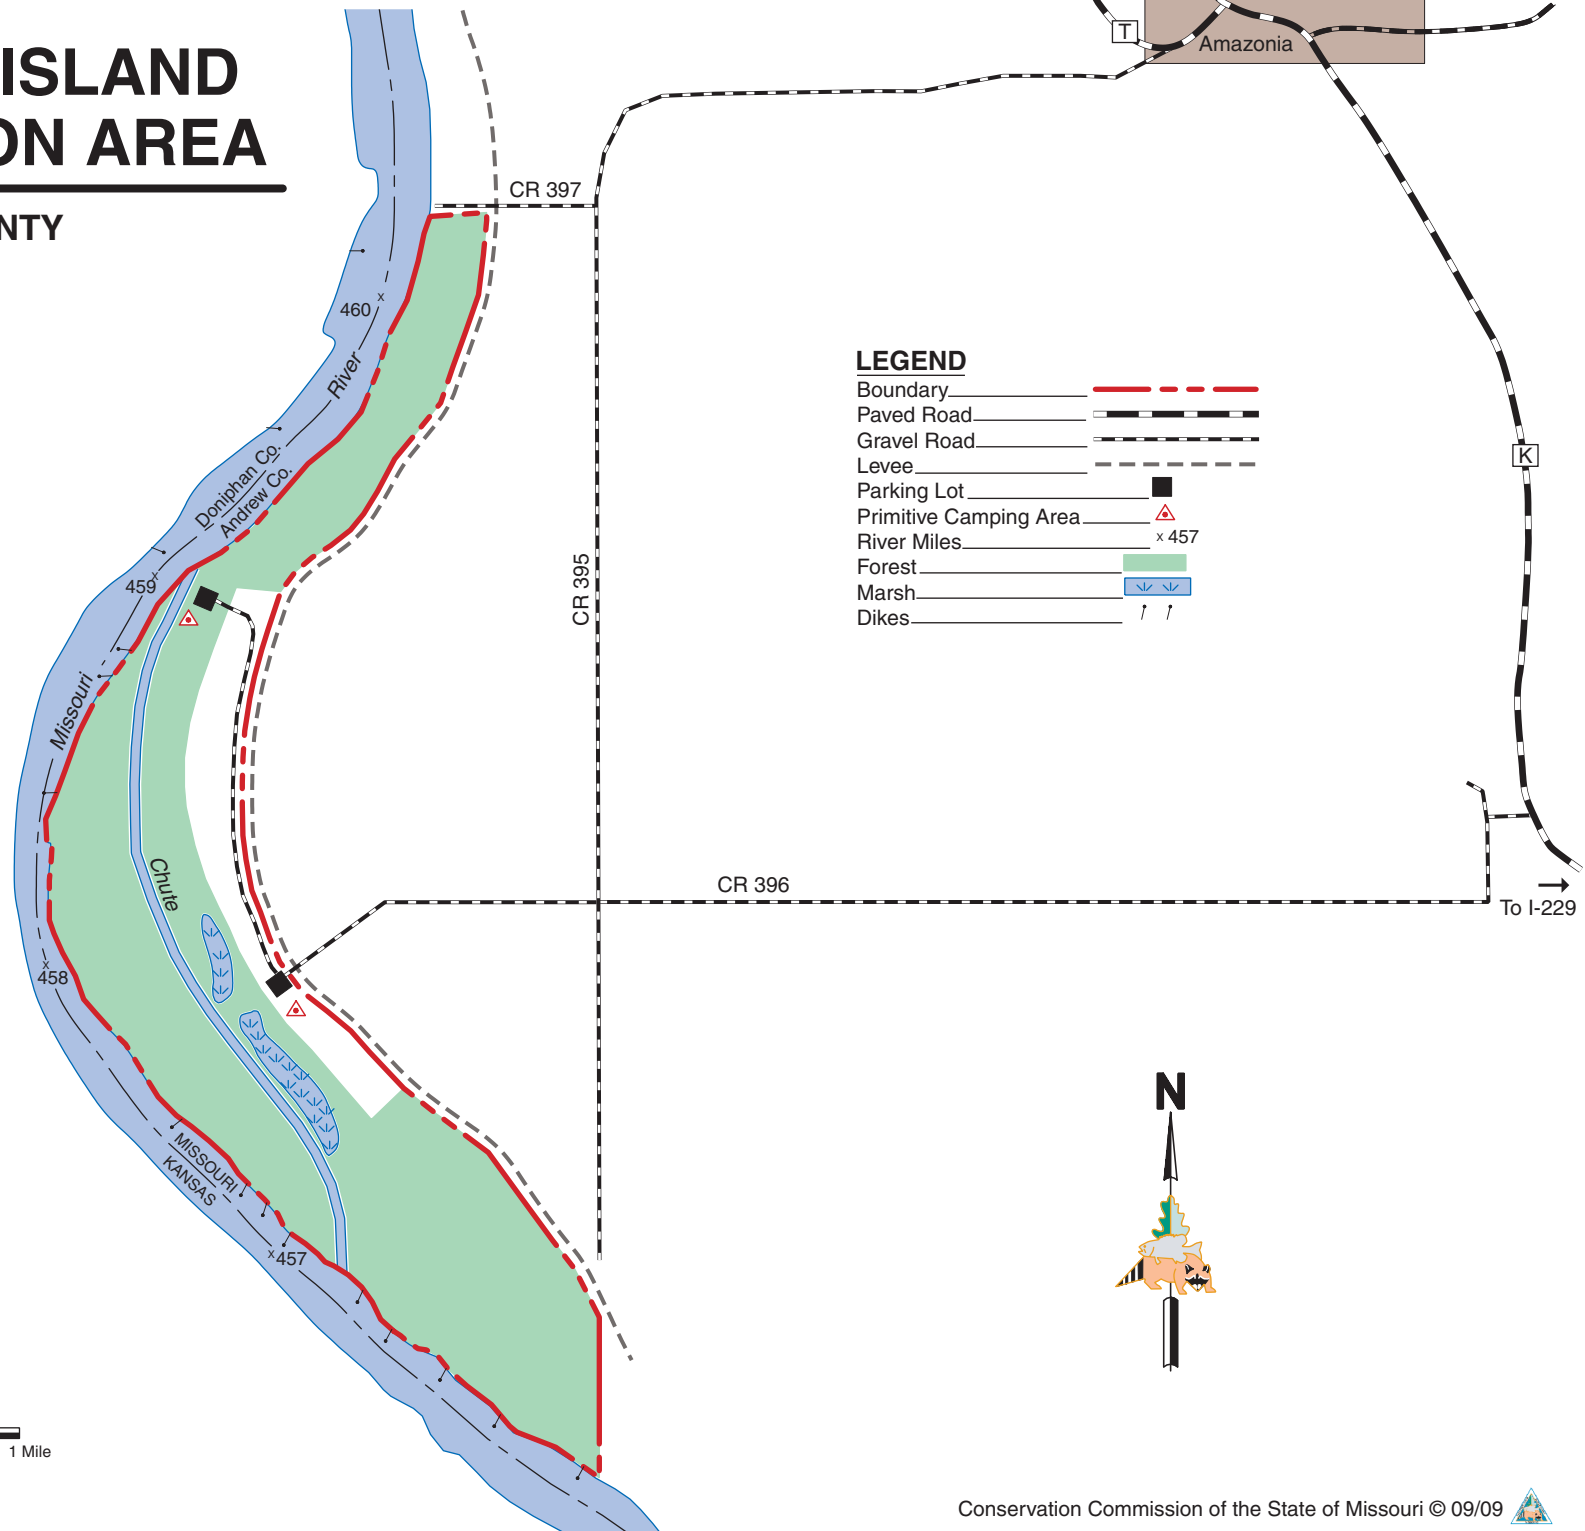 ISLAND
ON AREA
NTY
T
Amazonia
CR 397
460
River
Doniphan Co.
Andrew Co.
459
Missouri
Chute
CR 395
LEGEND
Boundary
Paved Road
Gravel Road
Levee
Parking Lot
Primitive Camping Area
River Miles x 457
Forest
Marsh
Dikes
K
CR 396
To I-229
x
458
MISSOURI
KANSAS
x 457
N
1 Mile
Conservation Commission of the State of Missouri © 09/09